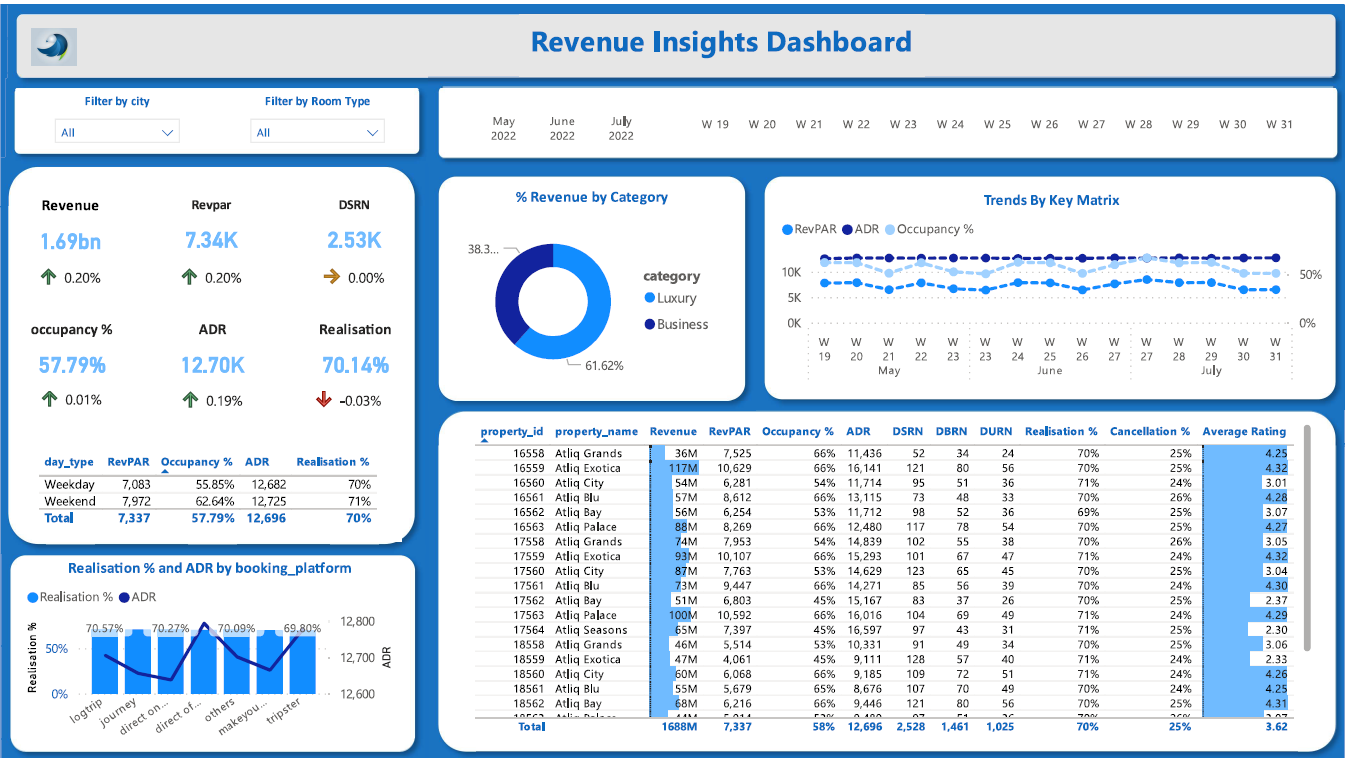 Revenue Insights Dashboard
Filter by city
Filter by Room Type
All
All
May 2022
June 2022
July 2022
W 19 W 20 W 21 W 22 W 23 W 24 W 25 W 26 W 27 W 28 W 29 W 30 W 31
Revenue Revpar DSRN
1.69bn 7.34K 2.53K
0.20% 0.20% 0.00%
occupancy % ADR Realisation
57.79% 12.70K 70.14%
0.01% 0.19% -0.03%
day_type RevPAR Occupancy % ADR Realisation %
Weekday 7,083 55.85% 12,682 70%
Weekend 7,972 62.64% 12,725 71%
Total 7,337 57.79% 12,696 70%
Realisation % and ADR by booking_platform
Realisation % ADR
70.57% 70.27% 70.09% 69.80%
12,800
50%
12,700
0%
12,600
Realisation %
ADR
logtrip journey direct on... direct of... others makeyou... tripster
% Revenue by Category
38.3...
61.62%
category
Luxury
Business
Trends By Key Matrix
RevPAR ADR Occupancy %
10K
50%
5K
0K
0%
W W W W W W W W W W W W W W W
19 20 21 22 23 23 24 25 26 27 27 28 29 30 31
May June July
property_id property_name Revenue RevPAR Occupancy % ADR DSRN DBRN DURN Realisation % Cancellation % Average Rating
16558 Atliq Grands 36M 7,525 66% 11,436 52 34 24 70% 25% 4.25
16559 Atliq Exotica 117M 10,629 66% 16,141 121 80 56 70% 25% 4.32
16560 Atliq City 54M 6,281 54% 11,714 95 51 36 71% 24% 3.01
16561 Atliq Blu 57M 8,612 66% 13,115 73 48 33 70% 26% 4.28
16562 Atliq Bay 56M 6,254 53% 11,712 98 52 36 69% 25% 3.07
16563 Atliq Palace 88M 8,269 66% 12,480 117 78 54 70% 25% 4.27
17558 Atliq Grands 74M 7,953 54% 14,839 102 55 38 70% 26% 3.05
17559 Atliq Exotica 93M 10,107 66% 15,293 101 67 47 71% 24% 4.32
17560 Atliq City 87M 7,763 53% 14,629 123 65 45 70% 25% 3.04
17561 Atliq Blu 73M 9,447 66% 14,271 85 56 39 70% 24% 4.30
17562 Atliq Bay 51M 6,803 45% 15,167 83 37 26 70% 25% 2.37
17563 Atliq Palace 100M 10,592 66% 16,016 104 69 49 71% 24% 4.29
17564 Atliq Seasons 65M 7,397 45% 16,597 97 43 31 71% 25% 2.30
18558 Atliq Grands 46M 5,514 53% 10,331 91 49 34 70% 25% 3.06
18559 Atliq Exotica 47M 4,061 45% 9,111 128 57 40 71% 24% 2.33
18560 Atliq City 60M 6,068 66% 9,185 109 72 51 71% 24% 4.26
18561 Atliq Blu 55M 5,679 65% 8,676 107 70 49 70% 24% 4.25
18562 Atliq Bay 68M 6,216 66% 9,446 121 80 56 70% 24% 4.31
Total 1688M 7,337 58% 12,696 2,528 1,461 1,025 70% 25% 3.62